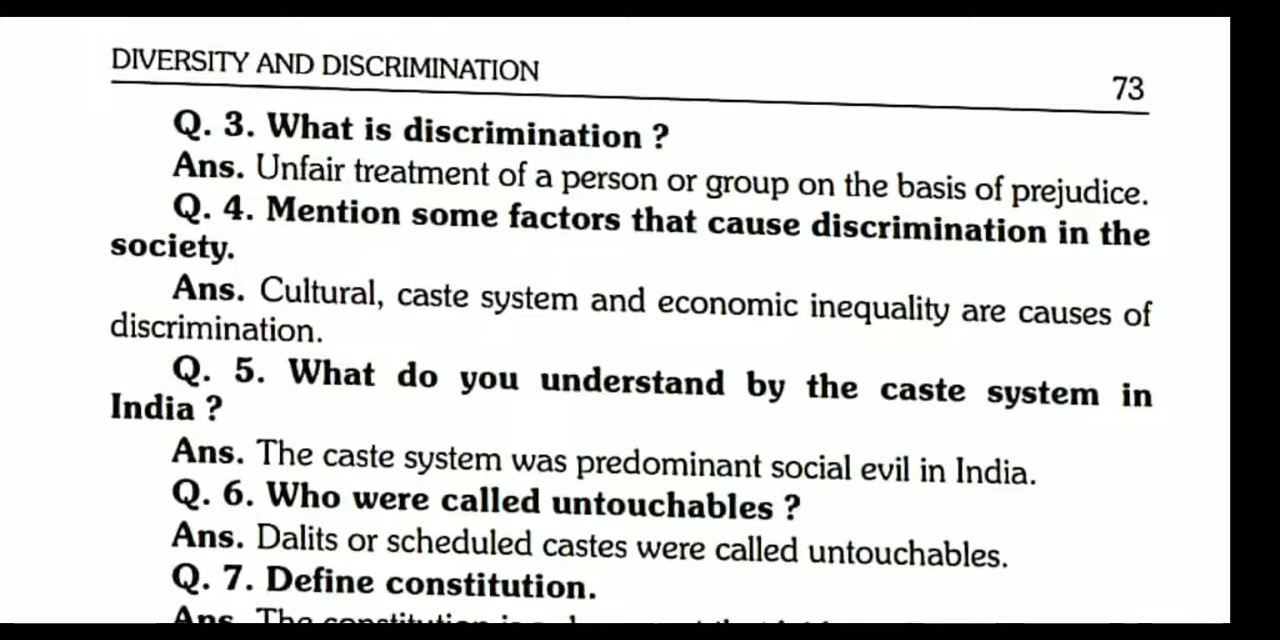 DIVERSITY AND DISCRIMINATION
73
Q. 3. What is discrimination ?
Ans. Unfair treatment of a person or group on the basis of prejudice.
Q. 4. Mention some factors that cause discrimination in the
society.
Ans. Cultural, caste system and economic inequality are causes of
discrimination.
Q. 5. What do you understand by the caste system in
India ?
Ans. The caste system was predominant social evil in India.
Q. 6. Who were called untouchables ?
Ans. Dalits or scheduled castes were called untouchables.
Q. 7. Define constitution.
Ans. The constitution is a